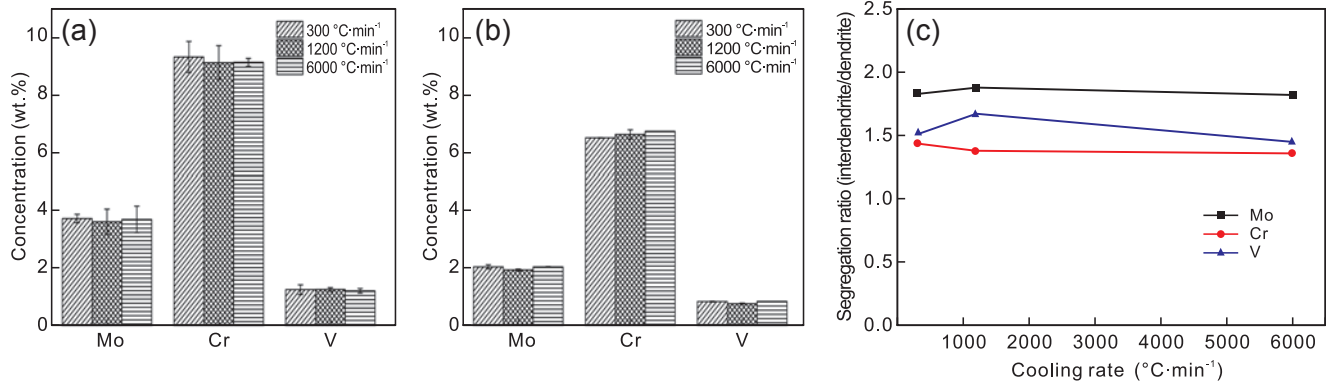 (a)
300 °C·min⁻¹
1200 °C·min⁻¹
6000 °C·min⁻¹
Concentration (wt.%)
10
8
6
4
2
0
Mo Cr V
(b)
300 °C·min⁻¹
1200 °C·min⁻¹
6000 °C·min⁻¹
Concentration (wt.%)
10
8
6
4
2
0
Mo Cr V
(c)
Segregation ratio (interdendrite/dendrite)
2.5
2.0
1.5
1.0
0.5
0.0
Mo
Cr
V
1000 2000 3000 4000 5000 6000
Cooling rate (°C·min⁻¹)